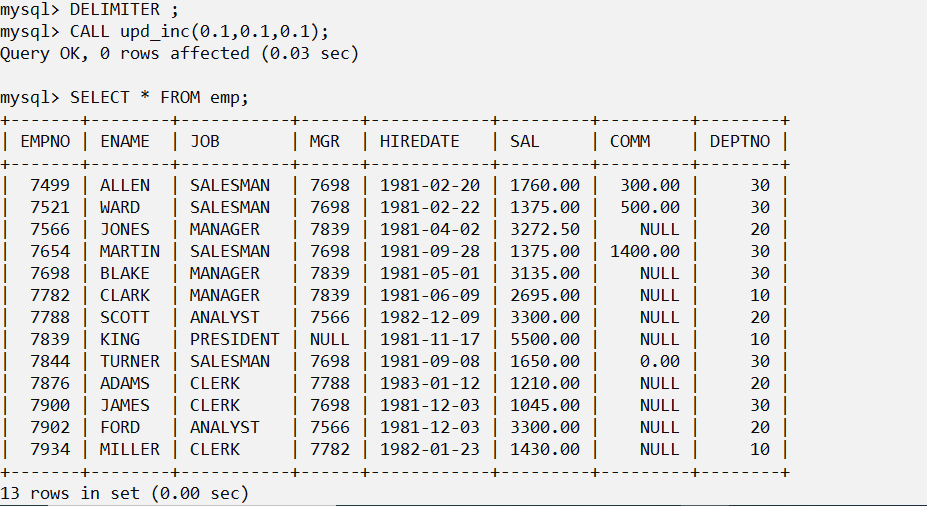 mysql> DELIMITER ;
mysql> CALL upd_inc(0.1,0.1,0.1);
Query OK, 0 rows affected (0.03 sec)
mysql> SELECT * FROM emp;
+-------+--------+-----------+------+------------+---------+---------+--------+
| EMPNO | ENAME  | JOB       | MGR  | HIREDATE   | SAL     | COMM    | DEPTNO |
+-------+--------+-----------+------+------------+---------+---------+--------+
|  7499 | ALLEN  | SALESMAN  | 7698 | 1981-02-20 | 1760.00 |  300.00 |     30 |
|  7521 | WARD   | SALESMAN  | 7698 | 1981-02-22 | 1375.00 |  500.00 |     30 |
|  7566 | JONES  | MANAGER   | 7839 | 1981-04-02 | 3272.50 |    NULL |     20 |
|  7654 | MARTIN | SALESMAN  | 7698 | 1981-09-28 | 1375.00 | 1400.00 |     30 |
|  7698 | BLAKE  | MANAGER   | 7839 | 1981-05-01 | 3135.00 |    NULL |     30 |
|  7782 | CLARK  | MANAGER   | 7839 | 1981-06-09 | 2695.00 |    NULL |     10 |
|  7788 | SCOTT  | ANALYST   | 7566 | 1982-12-09 | 3300.00 |    NULL |     20 |
|  7839 | KING   | PRESIDENT | NULL | 1981-11-17 | 5500.00 |    NULL |     10 |
|  7844 | TURNER | SALESMAN  | 7698 | 1981-09-08 | 1650.00 |    0.00 |     30 |
|  7876 | ADAMS  | CLERK     | 7788 | 1983-01-12 | 1210.00 |    NULL |     20 |
|  7900 | JAMES  | CLERK     | 7698 | 1981-12-03 | 1045.00 |    NULL |     30 |
|  7902 | FORD   | ANALYST   | 7566 | 1981-12-03 | 3300.00 |    NULL |     20 |
|  7934 | MILLER | CLERK     | 7782 | 1982-01-23 | 1430.00 |    NULL |     10 |
+-------+--------+-----------+------+------------+---------+---------+--------+
13 rows in set (0.00 sec)